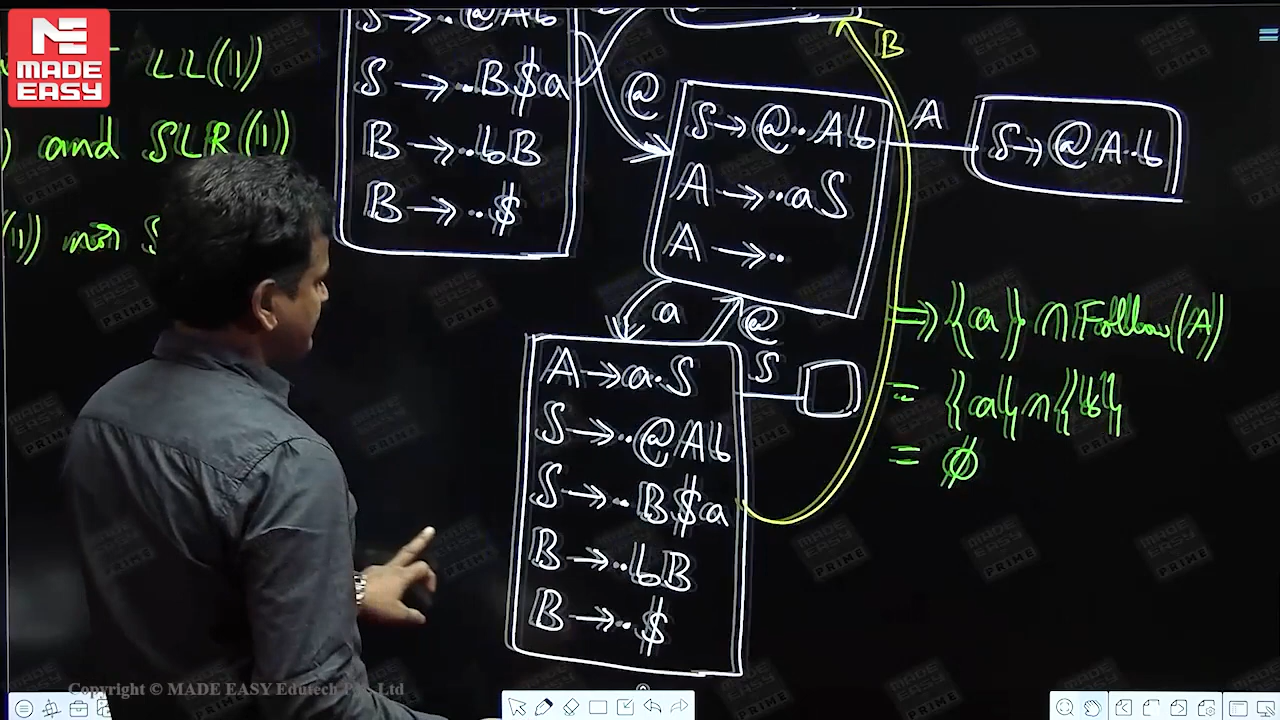 MADE
EASY
LL(1)
) and SLR(1)
(1))
S → .@Ab
S → .B$a
B → .bB
B → .$
@
S → @.Ab
A → .aS
A → .
A
S → @A.b
B
a
@
S
A → a.S
S → .@Ab
S → .B$a
B → .bB
B → .$
⇒ {a} ∩ Follow(A)
= {a} ∩ {b}
= ∅
Copyright © MADE EASY Edutech Pvt Ltd